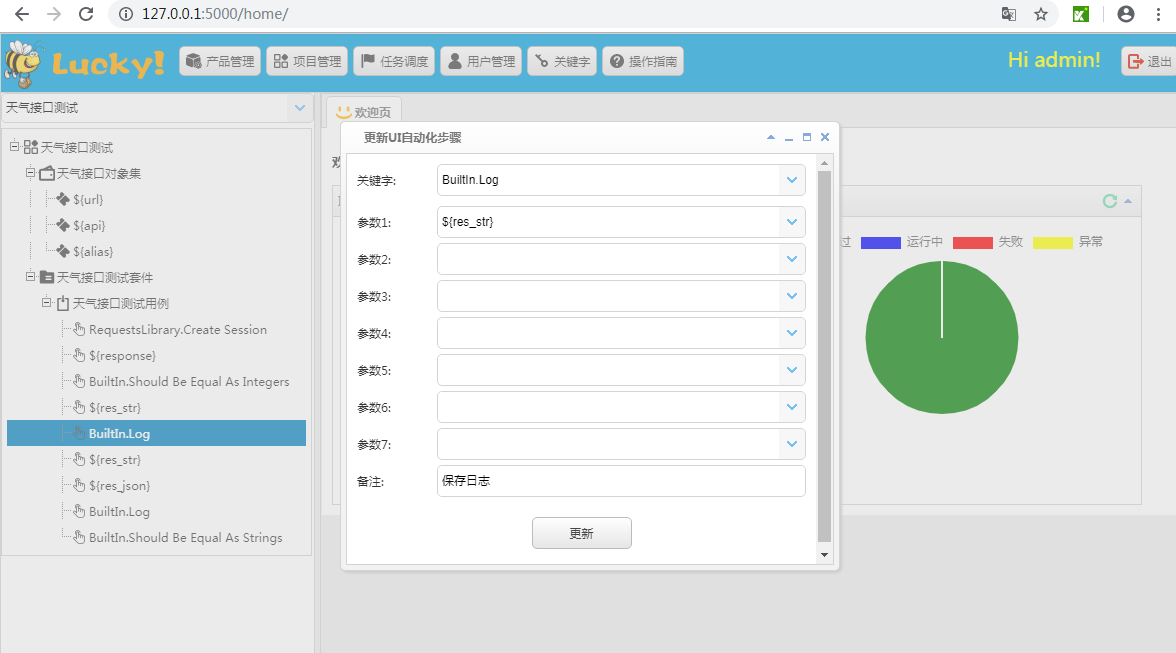 127.0.0.1:5000/home/
Lucky!
产品管理
项目管理
任务调度
用户管理
关键字
操作指南
Hi admin!
退出
天气接口测试
天气接口测试
天气接口对象集
${url}
${api}
${alias}
天气接口测试套件
天气接口测试用例
RequestsLibrary.Create Session
${response}
BuiltIn.Should Be Equal As Integers
${res_str}
BuiltIn.Log
${res_str}
${res_json}
BuiltIn.Log
BuiltIn.Should Be Equal As Strings
欢迎页
更新UI自动化步骤
关键字:
BuiltIn.Log
参数1:
${res_str}
参数2:
参数3:
参数4:
参数5:
参数6:
参数7:
备注:
保存日志
更新
过
运行中
失败
异常